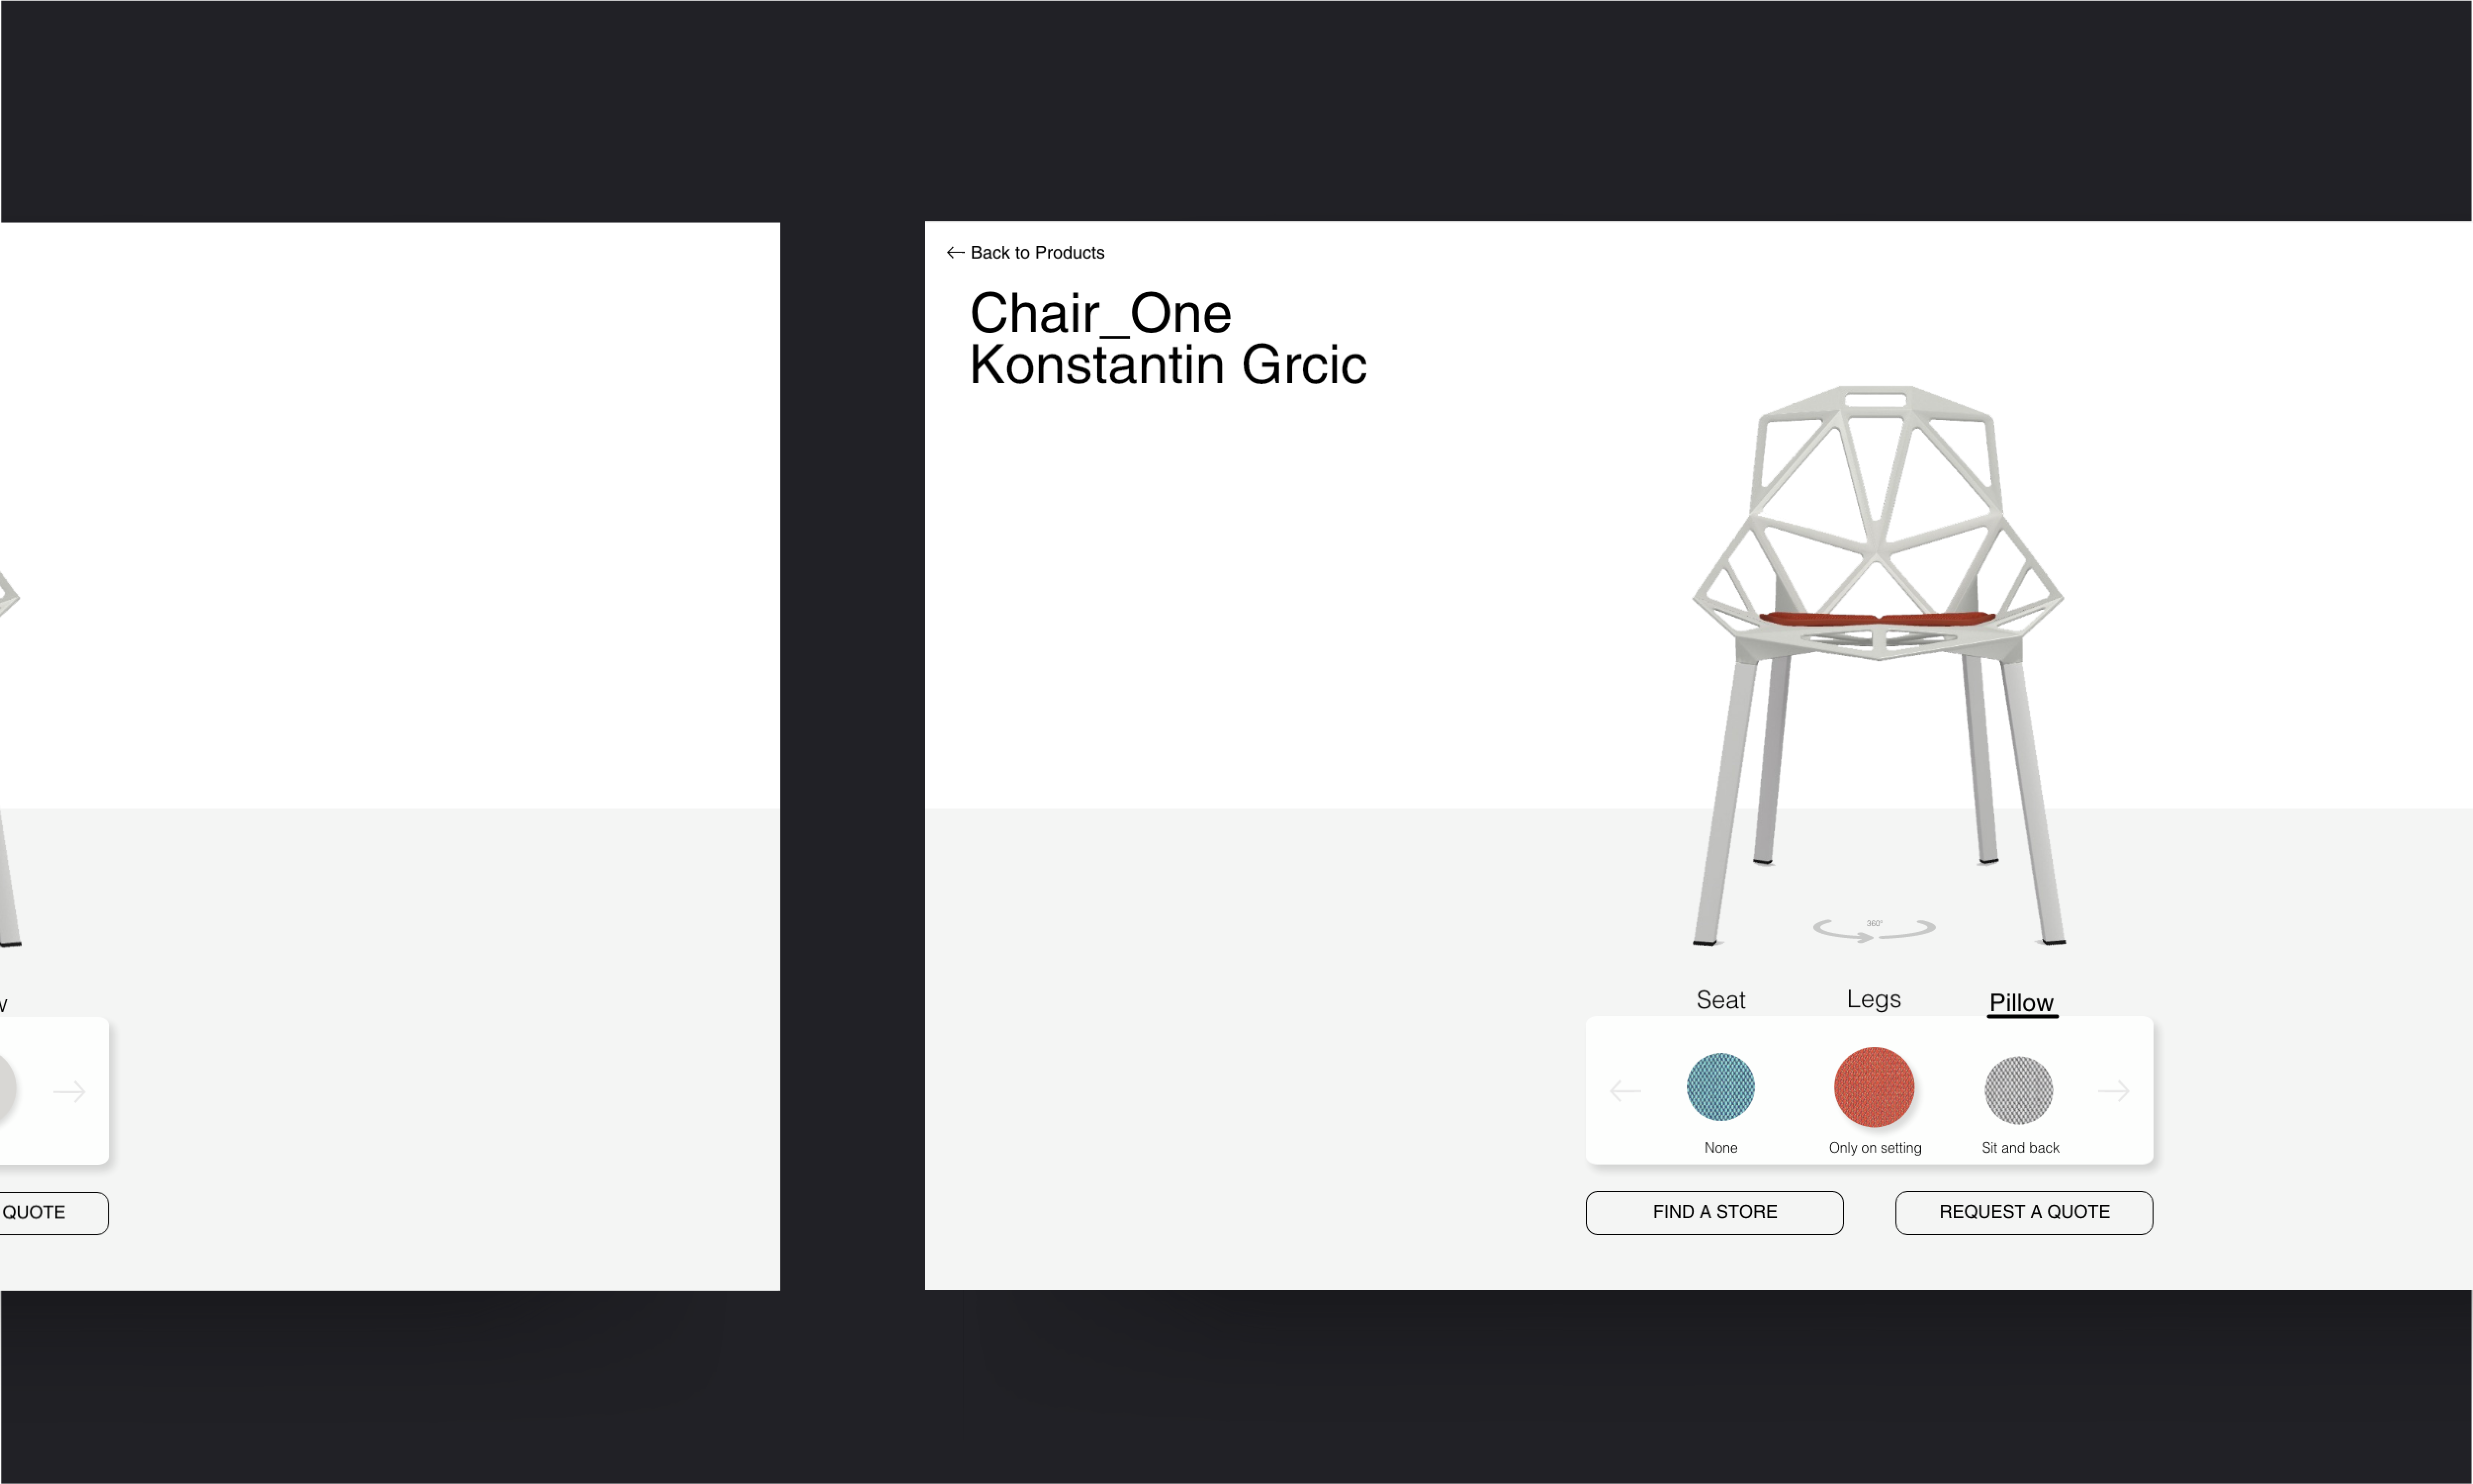 QUOTE
← Back to Products
Chair_One
Konstantin Grcic
360°
Seat Legs Pillow
None Only on setting Sit and back
FIND A STORE REQUEST A QUOTE